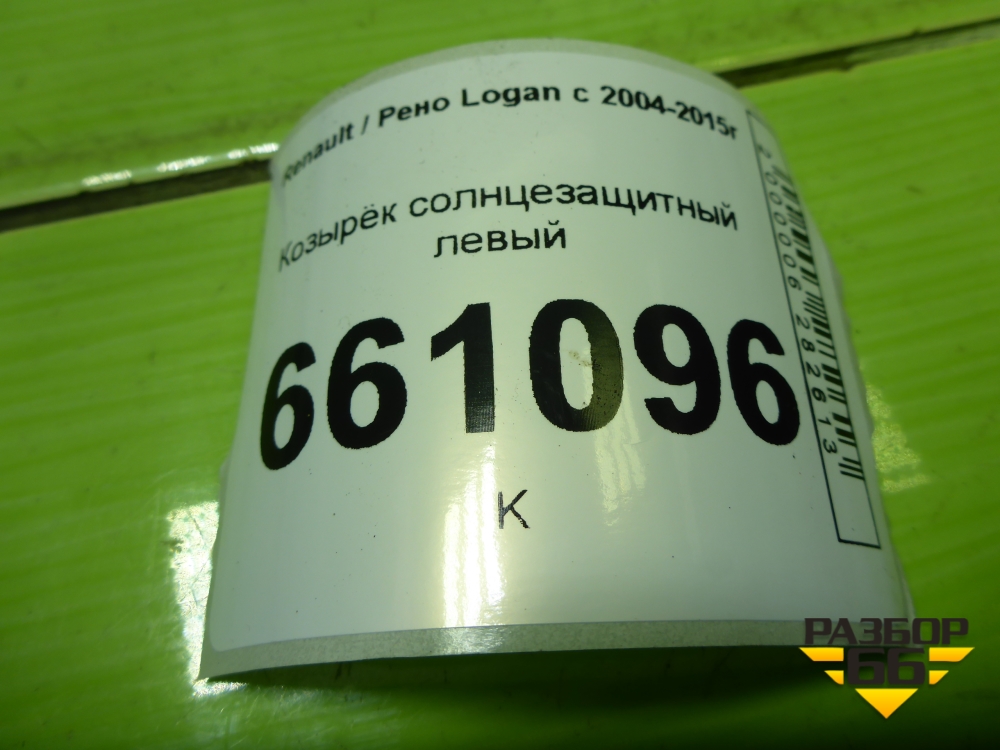 Renault / Рено Logan с 2004-2015г
Козырёк солнцезащитный
левый
661096
К
2000006282613
РАЗБОР
66